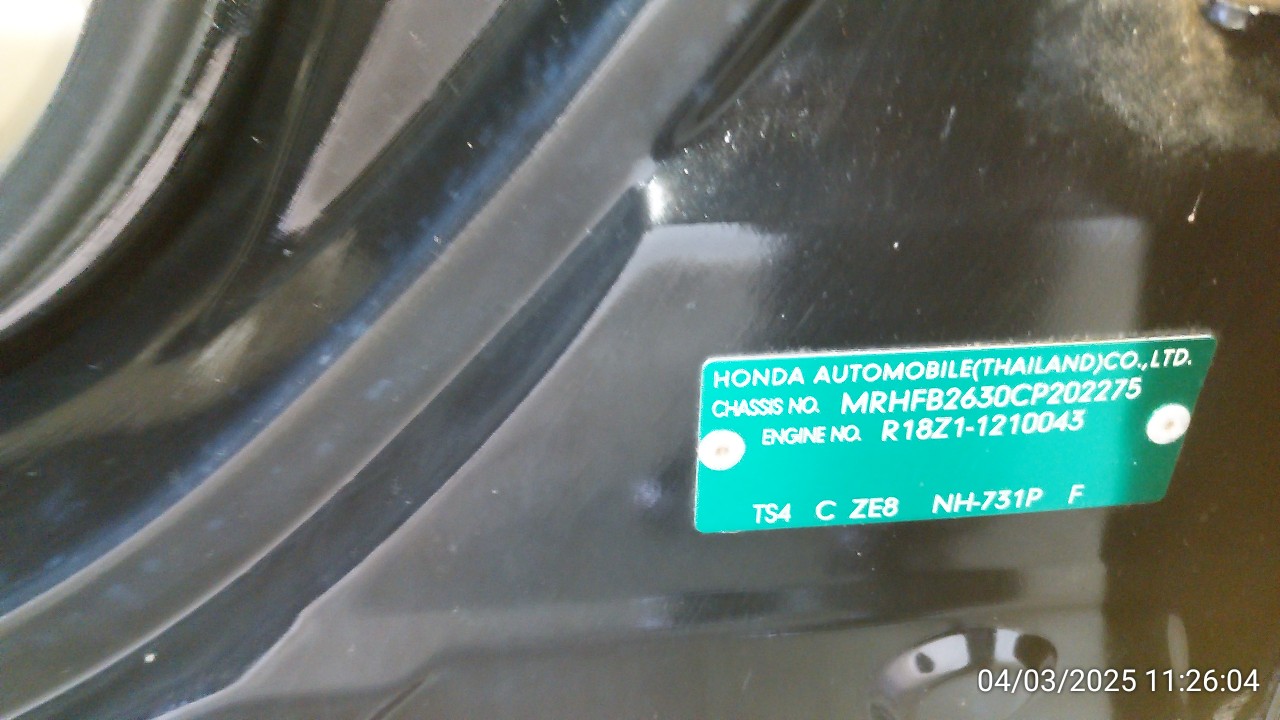 HONDA AUTOMOBILE(THAILAND)CO.,LTD.
CHASSIS NO. MRHFB2630CP202275
ENGINE NO. R18Z1-1210043
TS4 C ZE8 NH-731P F
04/03/2025 11:26:04